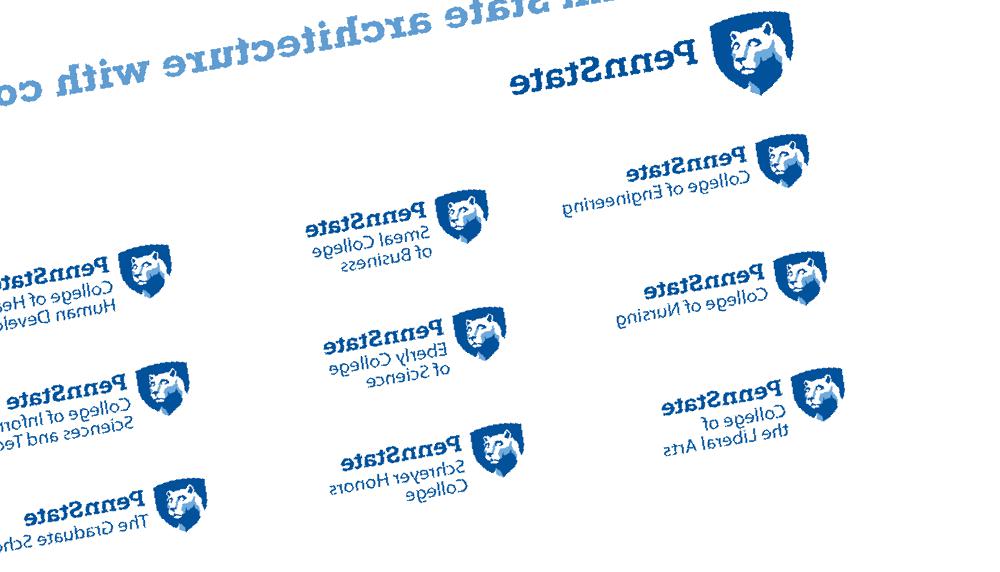 State architecture with
PennState
PennState
College of Engineering
PennState
Smeal College
of Business
PennState
College of
Human
PennState
College of Nursing
PennState
Eberly College
of Science
PennState
College of
Sciences and
PennState
College of
the Liberal Arts
PennState
Schreyer Honors
College
PennState
The Graduate